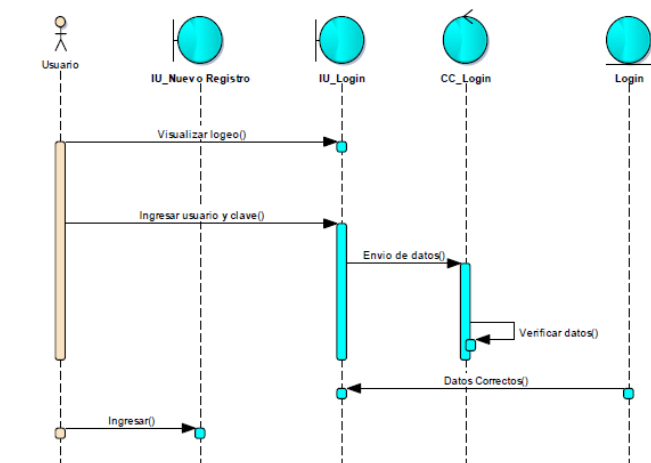 Usuario
IU_Nuevo Registro
IU_Login
CC_Login
Login
Visualizar logeo()
Ingresar usuario y clave()
Envio de datos()
Verificar datos()
Datos Correctos()
Ingresar()